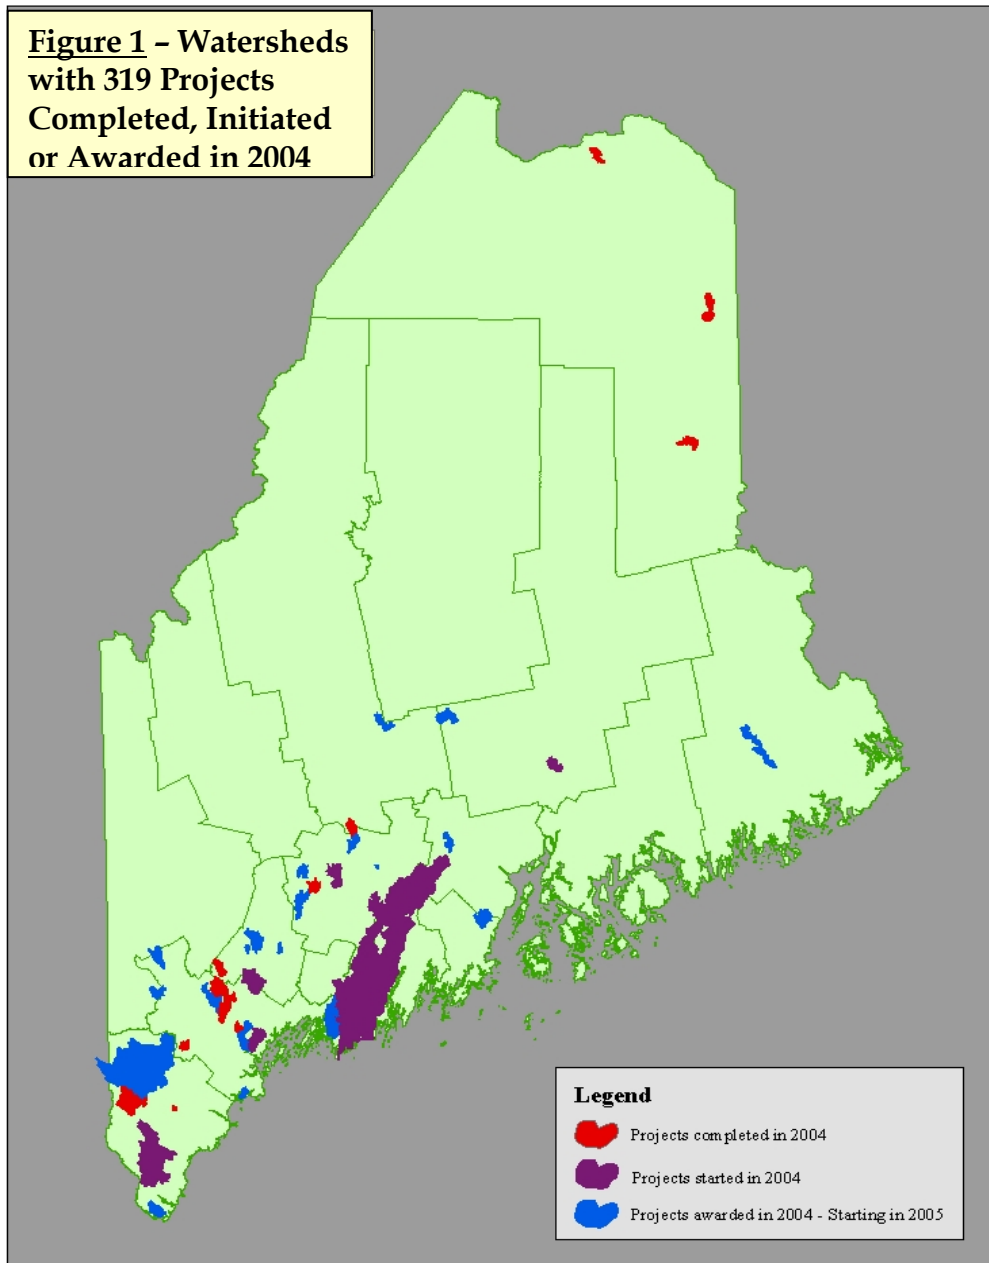 Figure 1 – Watersheds
with 319 Projects
Completed, Initiated
or Awarded in 2004
Legend
Projects completed in 2004
Projects started in 2004
Projects awarded in 2004 - Starting in 2005